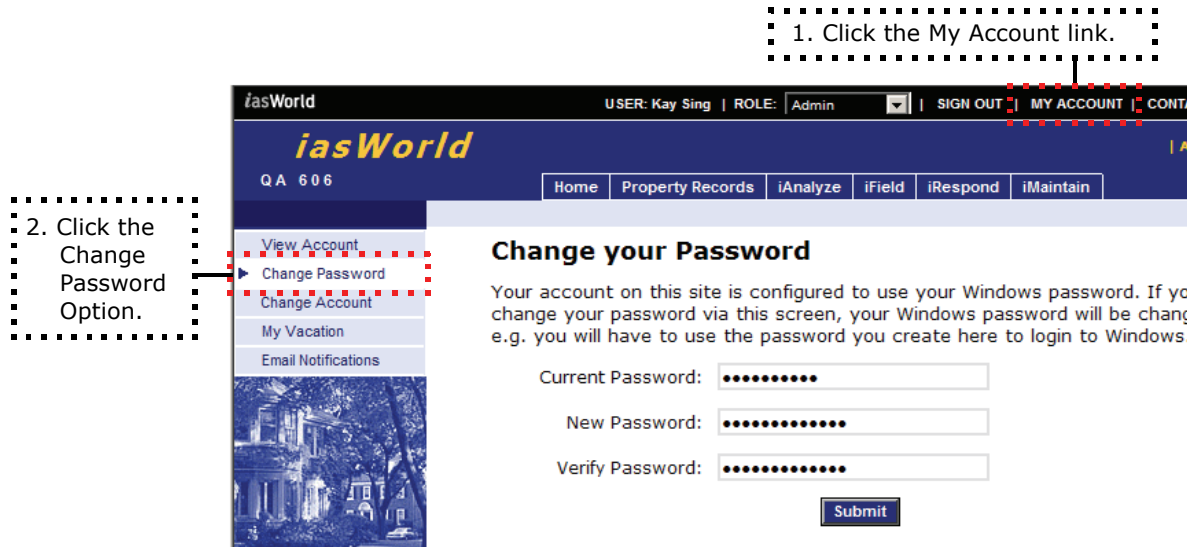 1. Click the My Account link.
iasWorld
USER: Kay Sing | ROLE: Admin | SIGN OUT | MY ACCOUNT |
iasWorld
QA 606
Home Property Records iAnalyze iField iRespond iMaintain
2. Click the
Change
Password
Option.
View Account
Change Password
Change Account
My Vacation
Email Notifications
Change your Password
Your account on this site is configured to use your Windows password. If
change your password via this screen, your Windows password will be
e.g. you will have to use the password you create here to login to Windows.
Current Password: ••••••••••
New Password: •••••••••••••
Verify Password: •••••••••••••
Submit